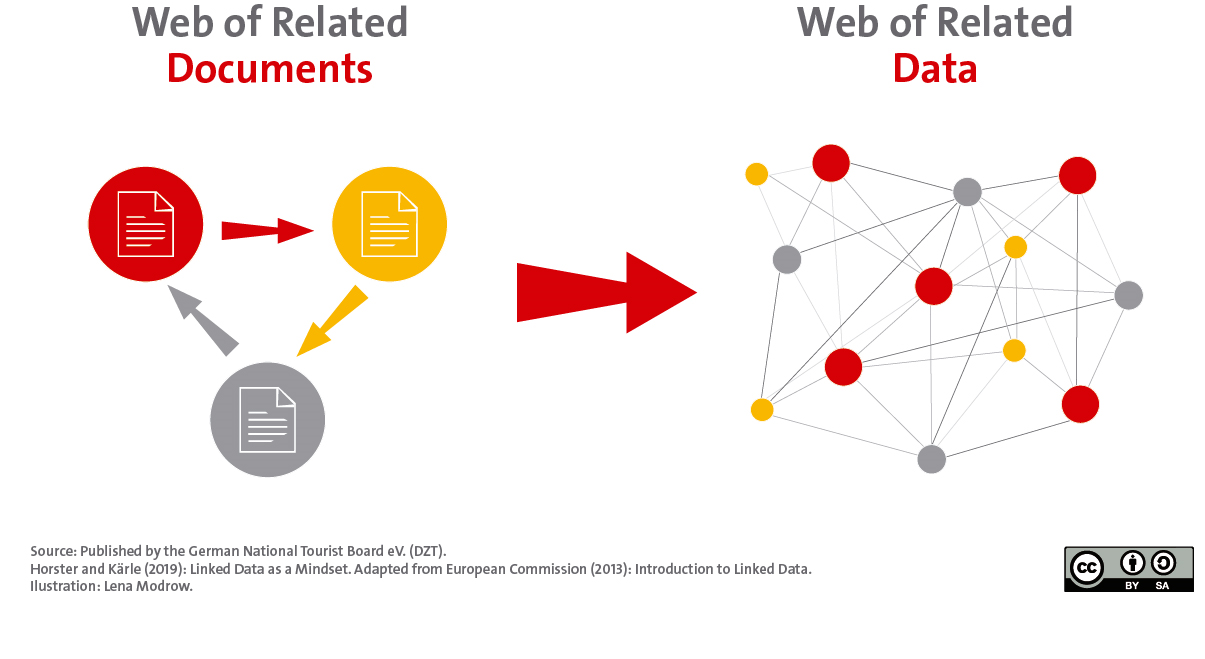 Web of Related
Documents
Web of Related
Data
Source: Published by the German National Tourist Board eV. (DZT).
Horster and Kärle (2019): Linked Data as a Mindset. Adapted from European Commission (2013): Introduction to Linked Data.
Ilustration: Lena Modrow.
cc
BY SA